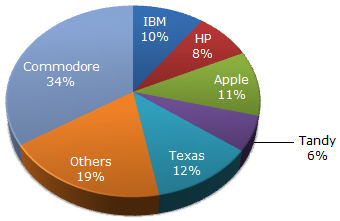 IBM
10%
HP
8%
Apple
11%
Tandy
6%
Texas
12%
Others
19%
Commodore
34%